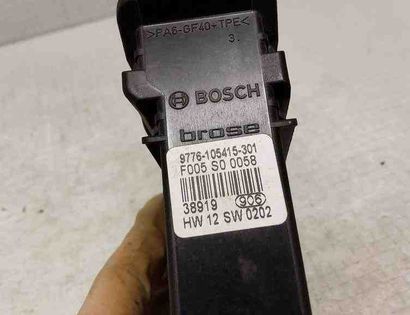 >PA6-GF40+TPE<
3.
BOSCH
brose
9776-105415-301
F005 S0 0058
38919 906
HW 12 SW 0202